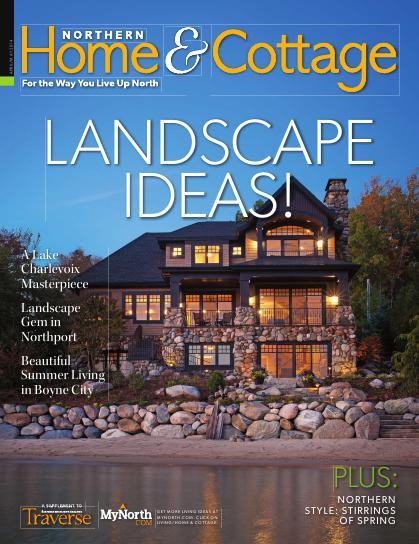 NORTHERN
Home & Cottage
For the Way You Live Up North
LANDSCAPE
IDEAS!
A Lake
Charlevoix
Masterpiece
Landscape
Gem in
Northport
Beautiful
Summer Living
in Boyne City
PLUS:
NORTHERN
STYLE: STIRRINGS
OF SPRING
A SUPPLEMENT TO
Traverse
MyNorth
.COM
GET MORE LIVING IDEAS AT
MYNORTH.COM. CLICK ON
LIVING/HOME & COTTAGE.